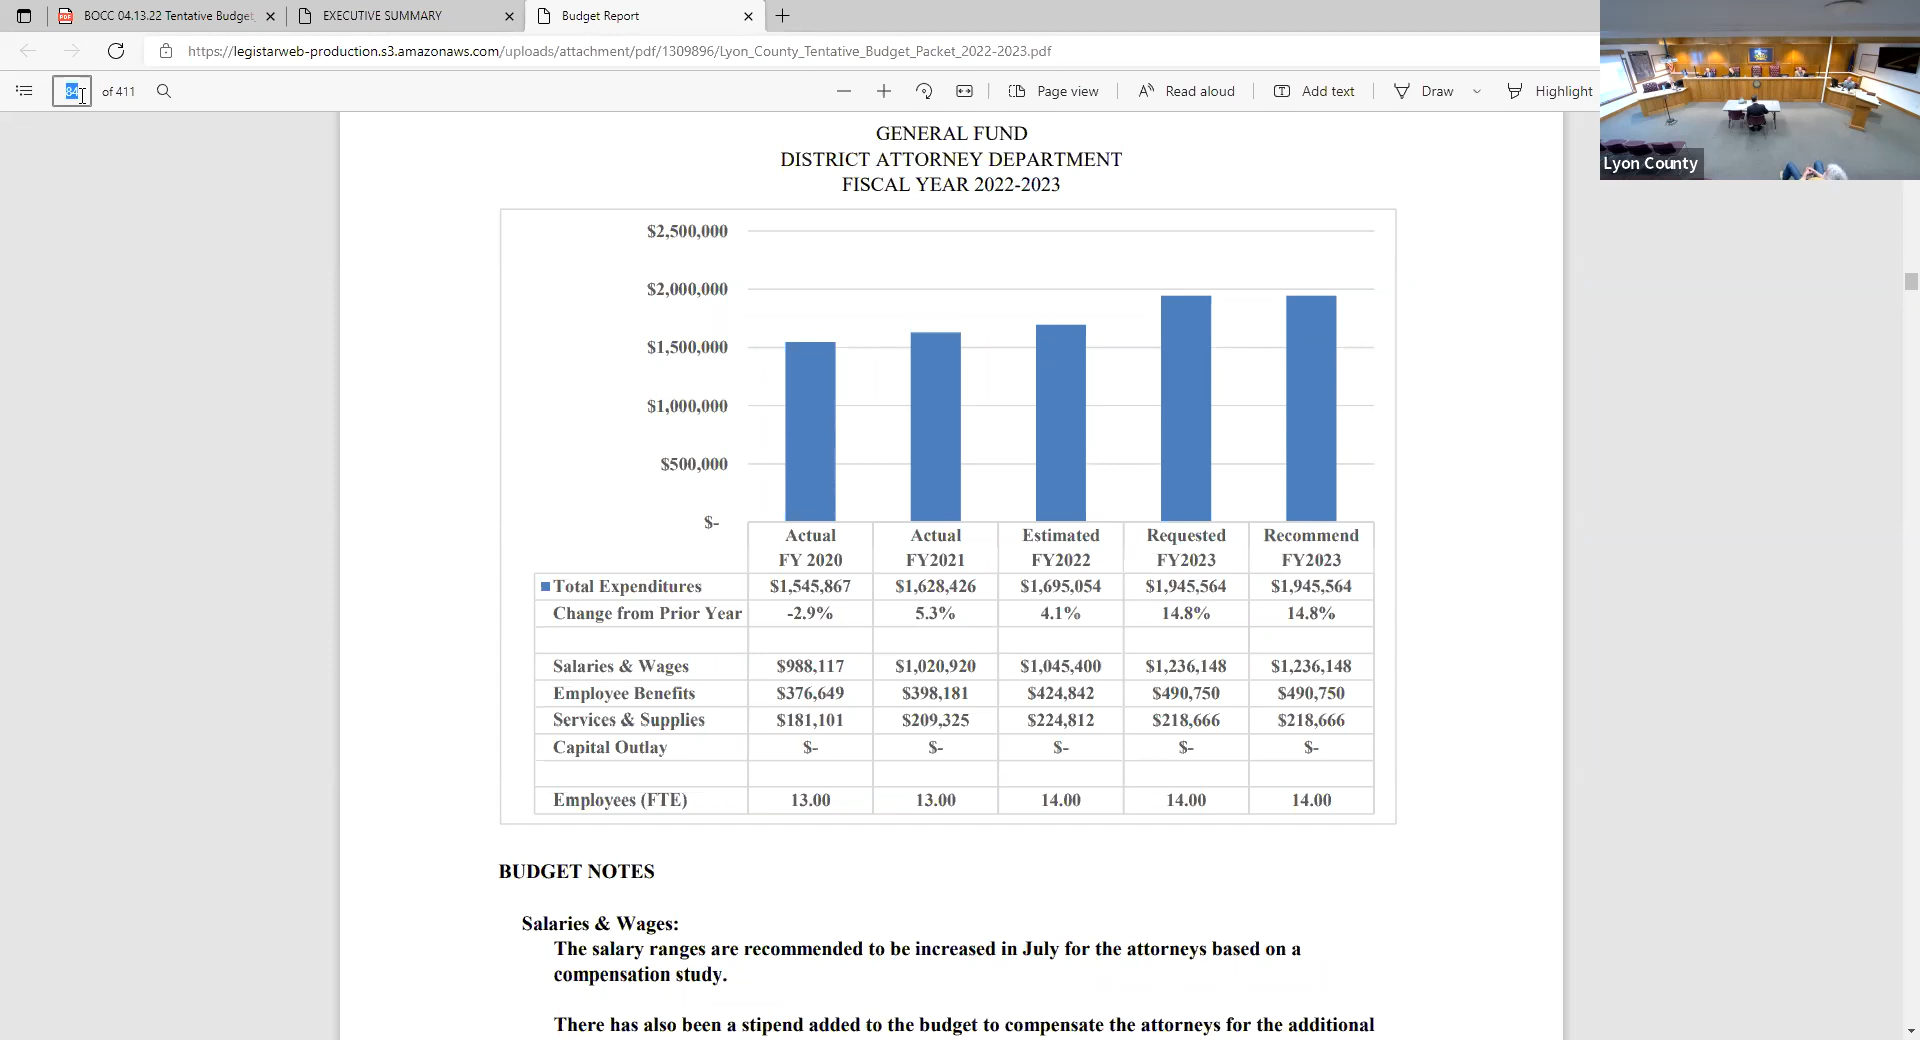 BOCC 04.13.22 Tentative Budget
EXECUTIVE SUMMARY
Budget Report
https://legistarweb-production.s3.amazonaws.com/uploads/attachment/pdf/1309896/Lyon_County_Tentative_Budget_Packet_2022-2023.pdf
84 of 411
Page view
Read aloud
Add text
Draw
Highlight
Lyon County
GENERAL FUND
DISTRICT ATTORNEY DEPARTMENT
FISCAL YEAR 2022-2023
$2,500,000
$2,000,000
$1,500,000
$1,000,000
$500,000
$-
Actual Actual Estimated Requested Recommend
FY 2020 FY2021 FY2022 FY2023 FY2023
Total Expenditures $1,545,867 $1,628,426 $1,695,054 $1,945,564 $1,945,564
Change from Prior Year -2.9% 5.3% 4.1% 14.8% 14.8%
Salaries & Wages $988,117 $1,020,920 $1,045,400 $1,236,148 $1,236,148
Employee Benefits $376,649 $398,181 $424,842 $490,750 $490,750
Services & Supplies $181,101 $209,325 $224,812 $218,666 $218,666
Capital Outlay $- $- $- $- $-
Employees (FTE) 13.00 13.00 14.00 14.00 14.00
BUDGET NOTES
Salaries & Wages:
The salary ranges are recommended to be increased in July for the attorneys based on a
compensation study.
There has also been a stipend added to the budget to compensate the attorneys for the additional